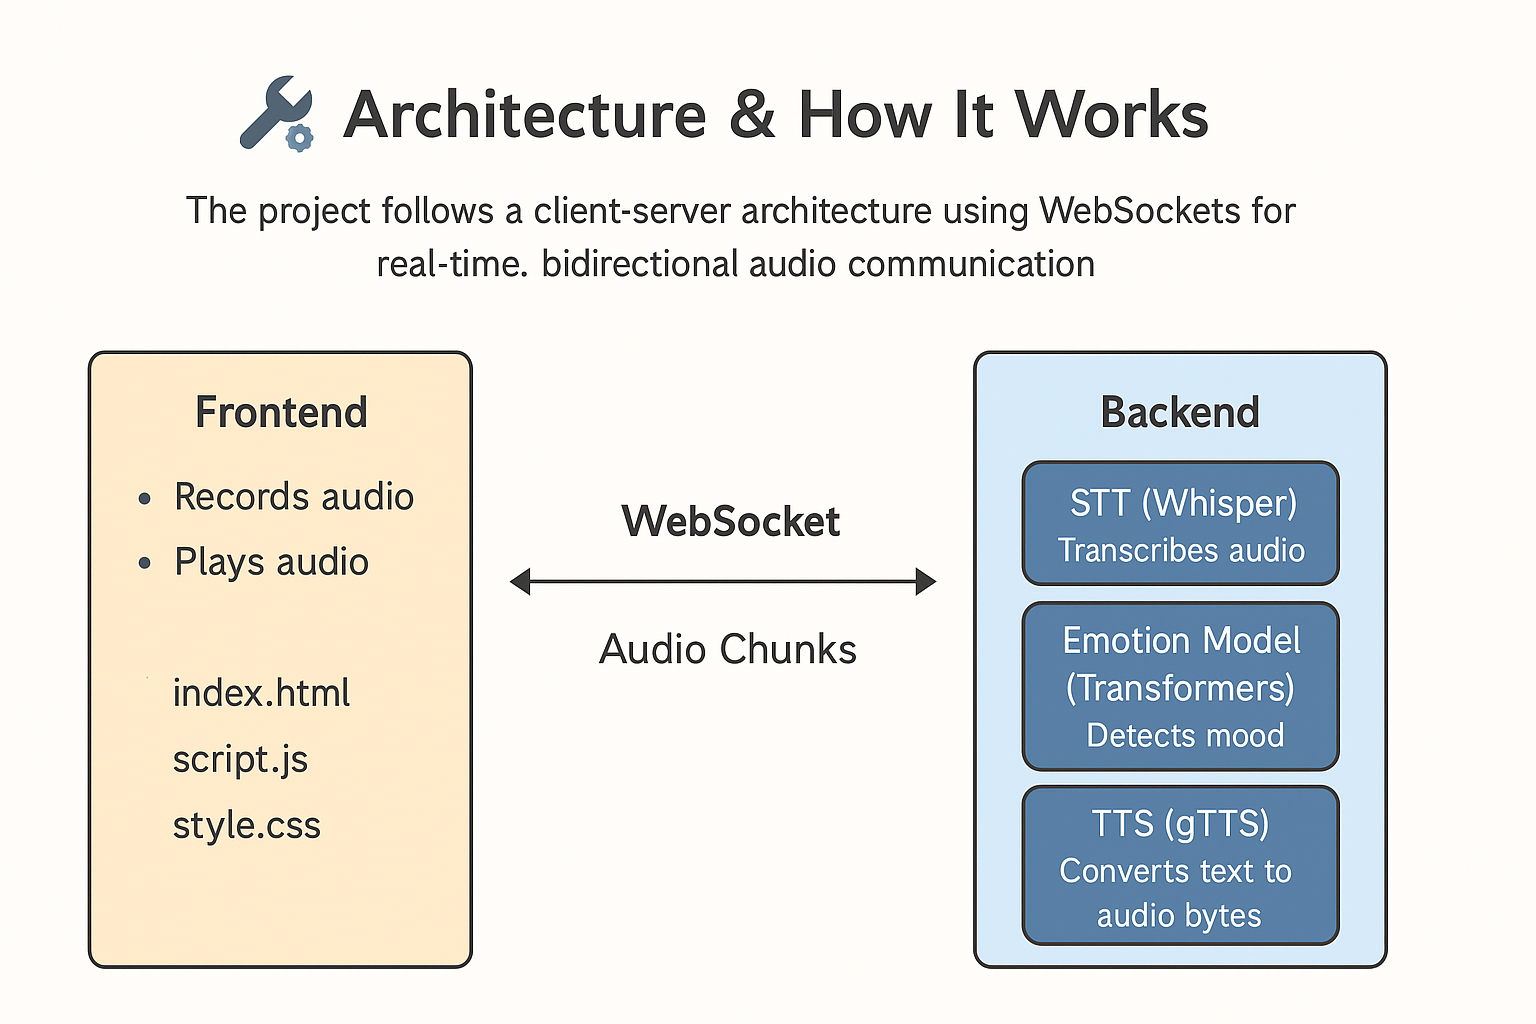 Architecture & How It Works
The project follows a client-server architecture using WebSockets for
real-time. bidirectional audio communication
Frontend
• Records audio
• Plays audio
index.html
script.js
style.css
WebSocket
Audio Chunks
Backend
STT (Whisper)
Transcribes audio
Emotion Model
(Transformers)
Detects mood
TTS (gTTS)
Converts text to
audio bytes